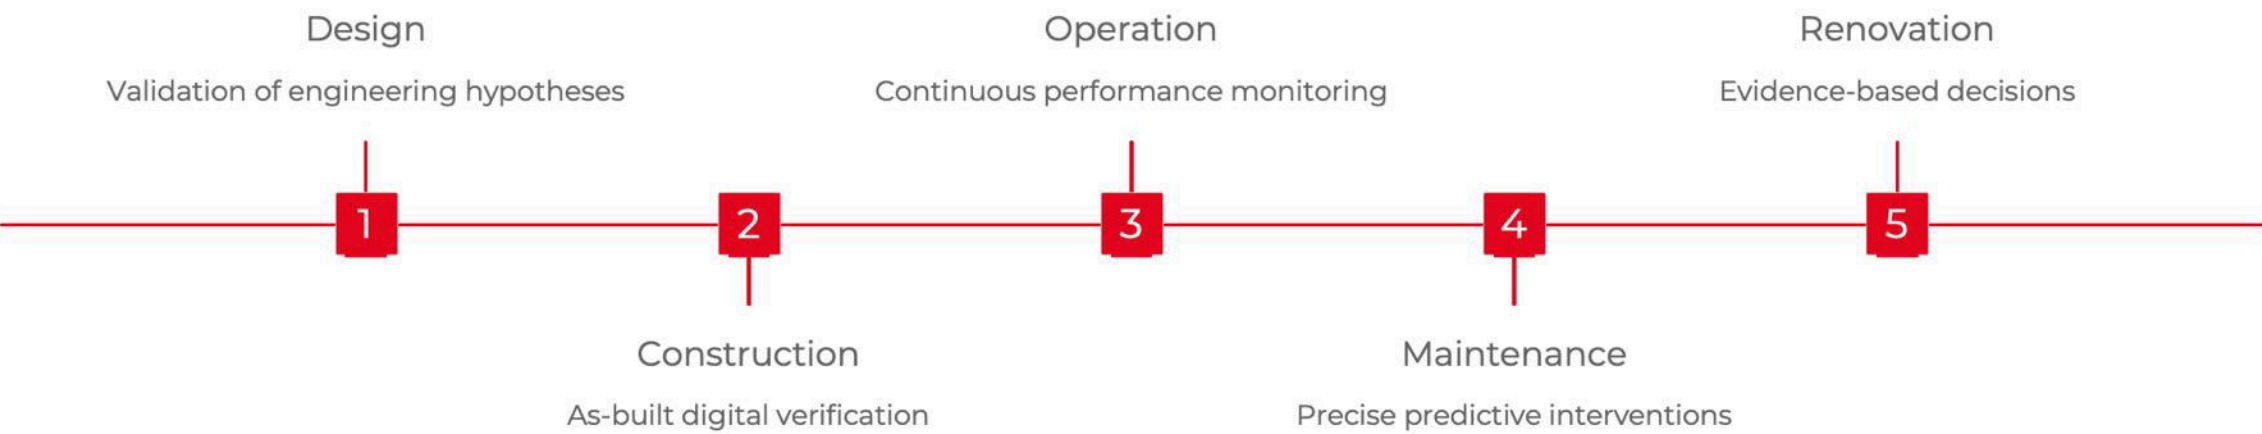 Design
Validation of engineering hypotheses
1
2
Construction
As-built digital verification
Operation
Continuous performance monitoring
3
4
Maintenance
Precise predictive interventions
Renovation
Evidence-based decisions
5